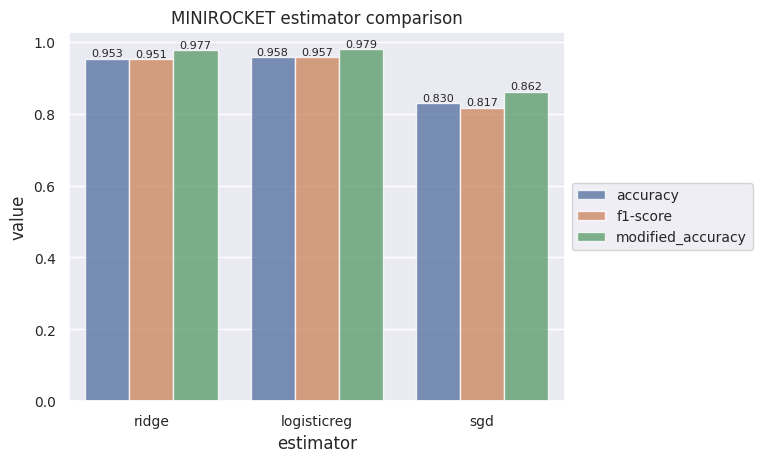 MINIROCKET estimator comparison
value
1.0
0.8
0.6
0.4
0.2
0.0
0.953
0.951
0.977
0.958
0.957
0.979
0.830
0.817
0.862
ridge
logisticreg
sgd
estimator
accuracy
f1-score
modified_accuracy